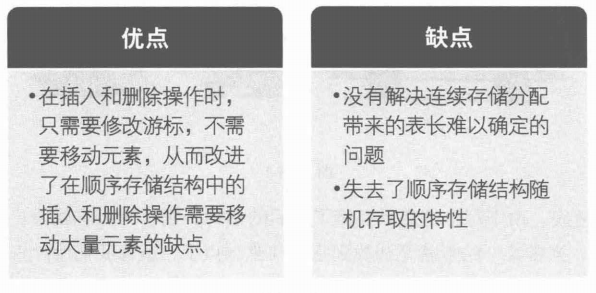 优点
•在插入和删除操作时，
只需要修改游标，不需
要移动元素，从而改进
了在顺序存储结构中的
插入和删除操作需要移
动大量元素的缺点
缺点
•没有解决连续存储分配
带来的表长难以确定的
问题
•失去了顺序存储结构随
机存取的特性